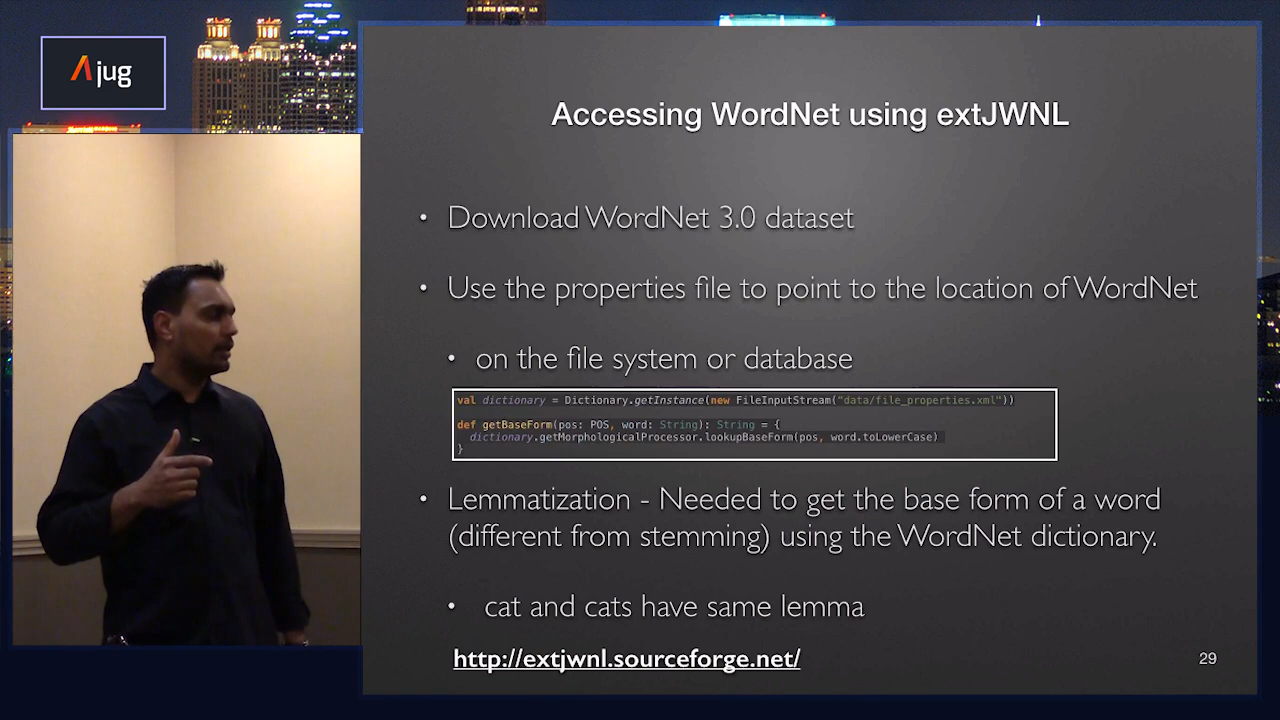 Ajug
Accessing WordNet using extJWNL
• Download WordNet 3.0 dataset
• Use the properties file to point to the location of WordNet
• on the file system or database
val dictionary = Dictionary.getInstance(new FileInputStream("data/file_properties.xml"))
def getBaseForm(pos: POS, word: String): String = {
dictionary.getMorphologicalProcessor.lookupBaseForm(pos, word.toLowerCase)
}
• Lemmatization - Needed to get the base form of a word
(different from stemming) using the WordNet dictionary.
• cat and cats have same lemma
http://extjwnl.sourceforge.net/
29